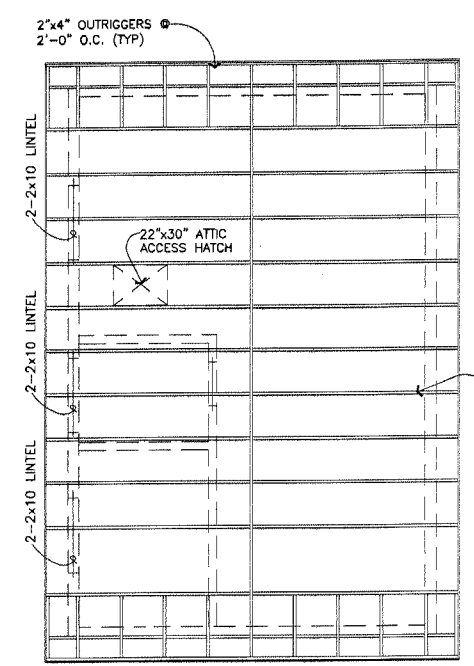 2"x4" OUTRIGGERS @
2'-0" O.C. (TYP)
2-2x10 LINTEL
22"x30" ATTIC
ACCESS HATCH
2-2x10 LINTEL
2-2x10 LINTEL